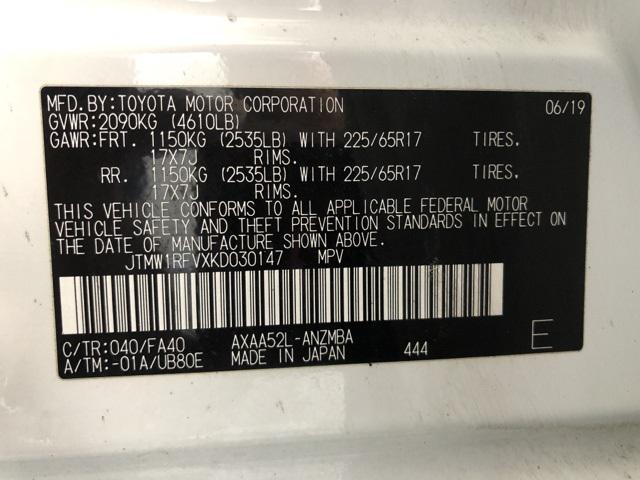 MFD.BY:TOYOTA MOTOR CORPORATION 06/19
GVWR:2090KG (4610LB)
GAWR:FRT. 1150KG (2535LB) WITH 225/65R17 TIRES.
17X7J RIMS.
RR. 1150KG (2535LB) WITH 225/65R17 TIRES.
17X7J RIMS.
THIS VEHICLE CONFORMS TO ALL APPLICABLE FEDERAL MOTOR
VEHICLE SAFETY AND THEFT PREVENTION STANDARDS IN EFFECT ON
THE DATE OF MANUFACTURE SHOWN ABOVE.
JTMW1RFVXKD030147 MPV
C/TR:040/FA40 AXAA52L-ANZMBA
A/TM:-01A/UB80E MADE IN JAPAN 444 E